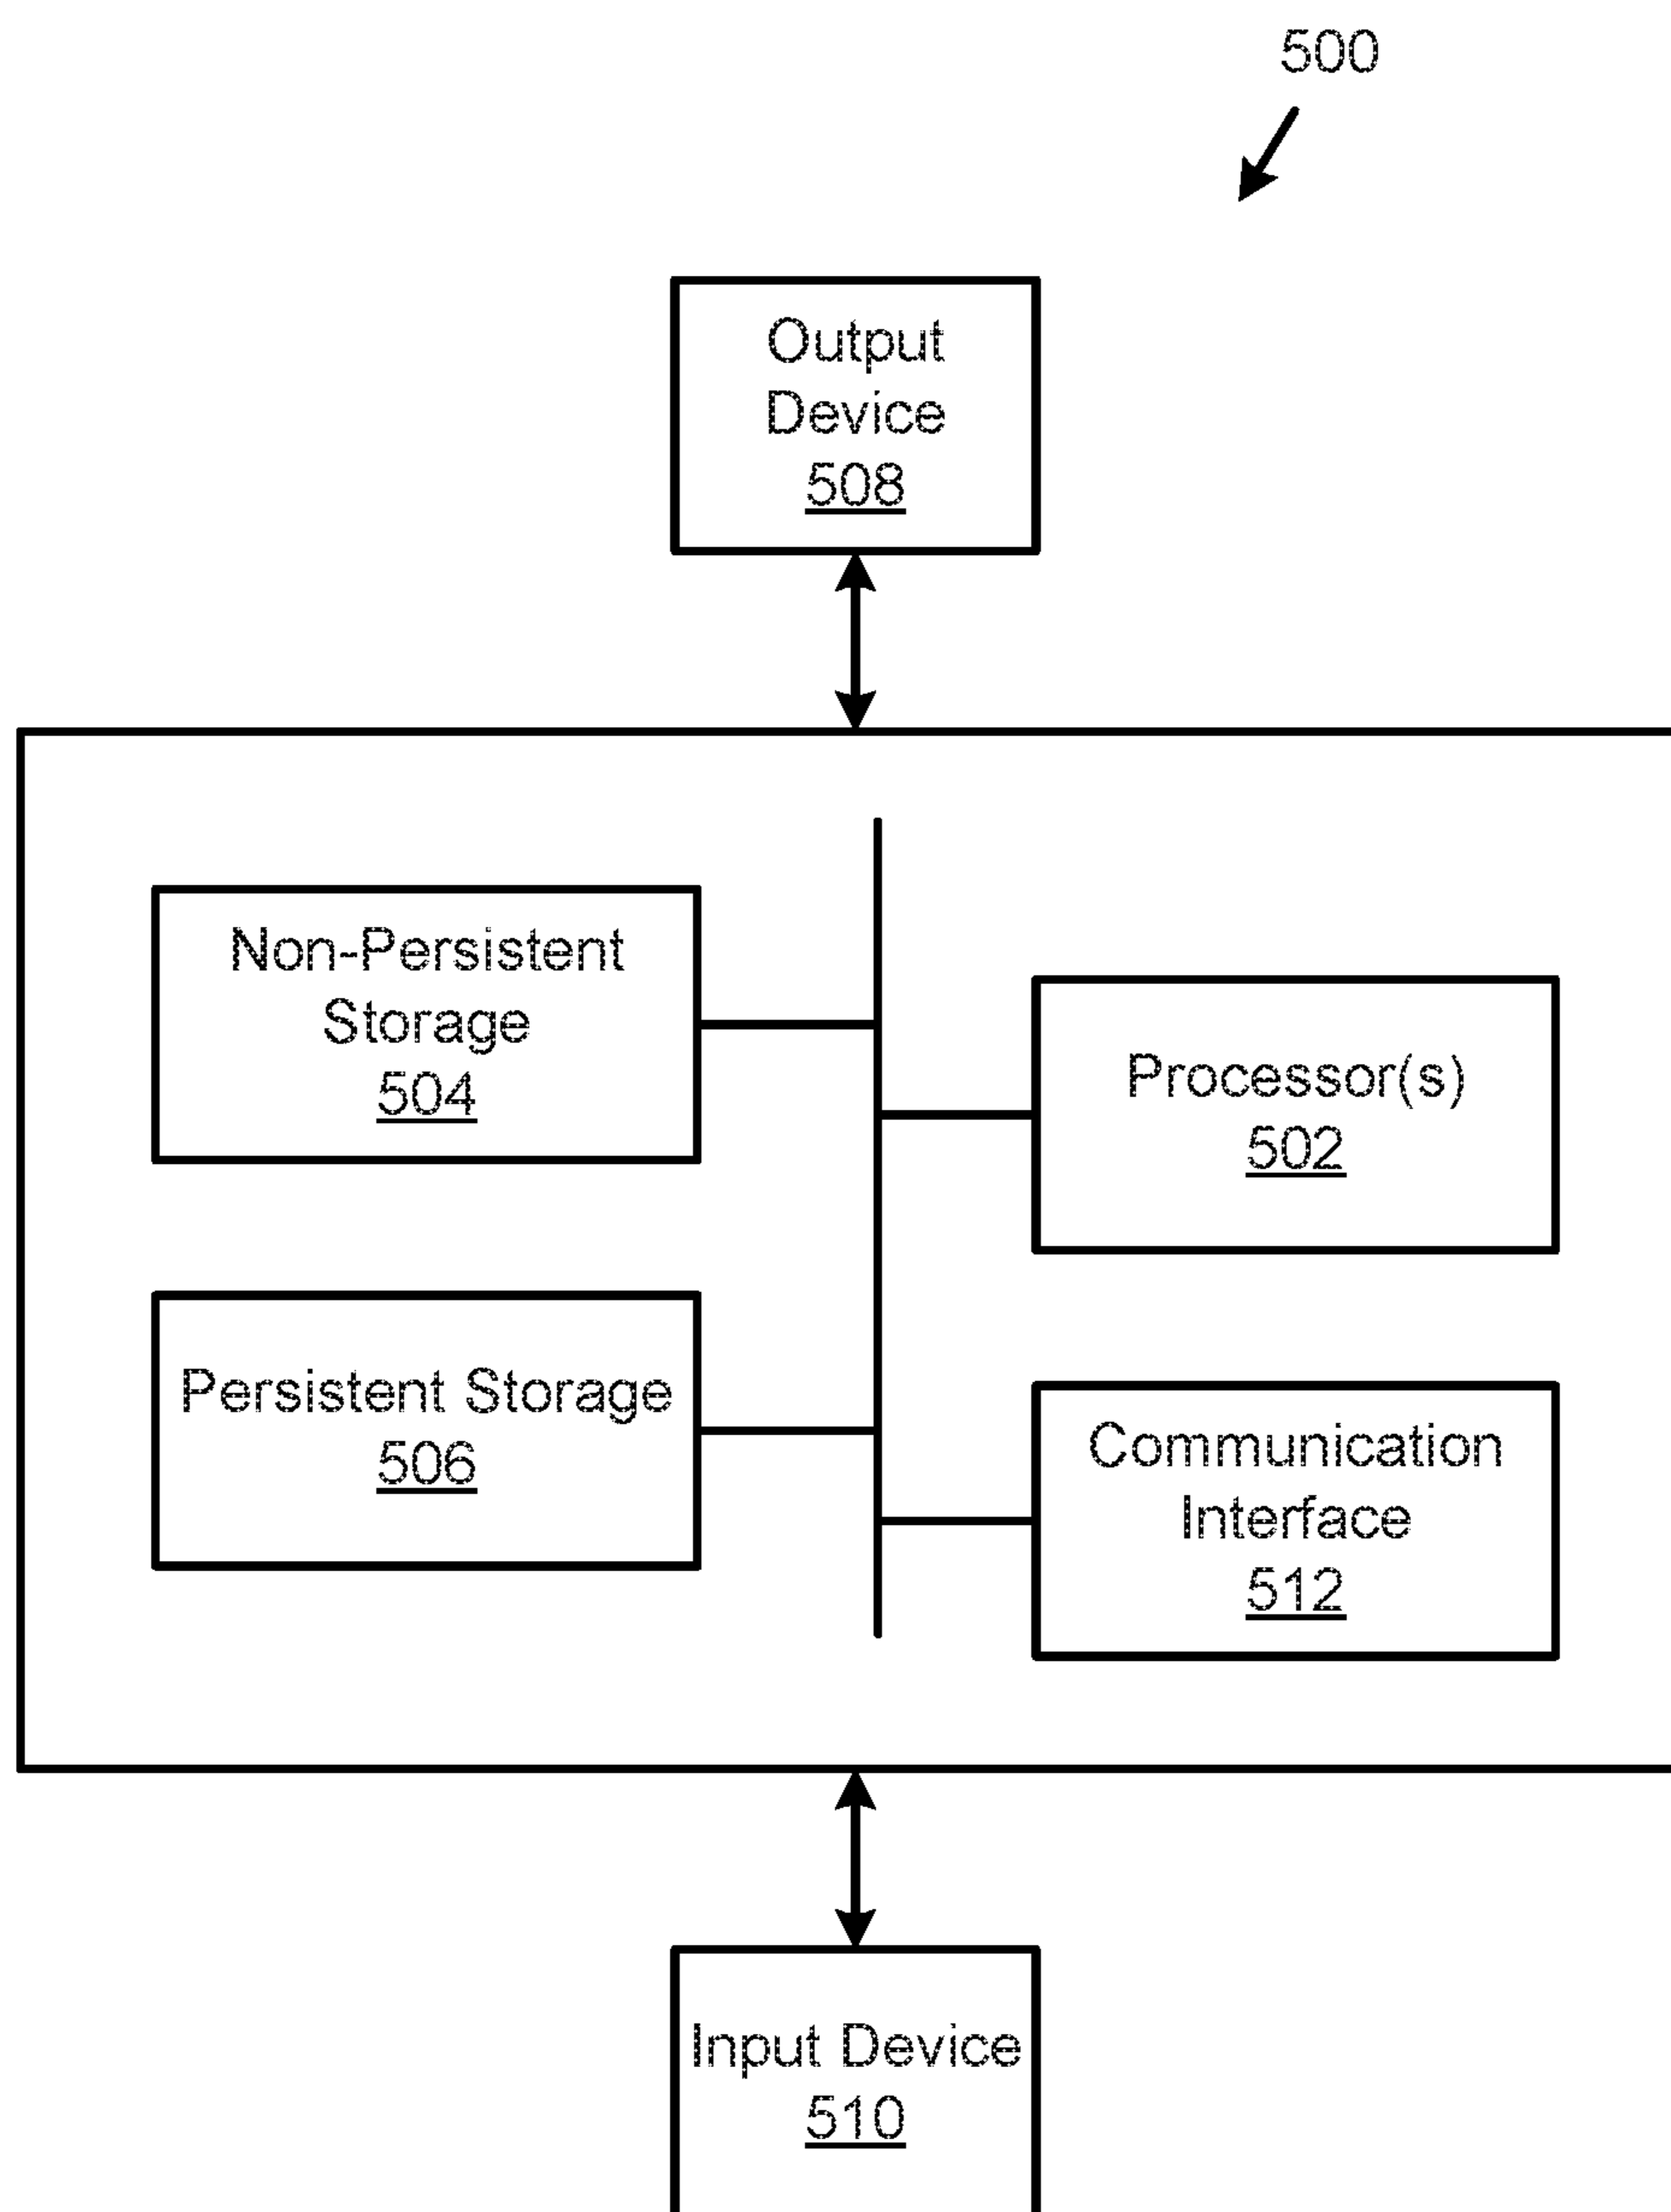 500
Output
Device
508
Non-Persistent
Storage
504
Processor(s)
502
Persistent Storage
506
Communication
Interface
512
Input Device
510